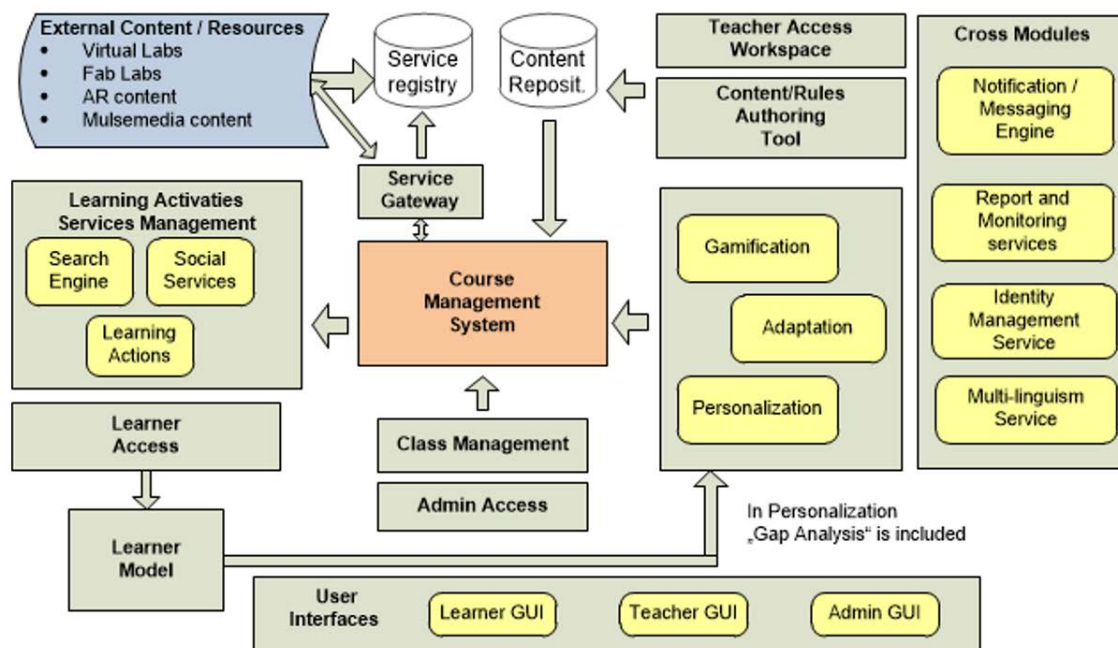 External Content / Resources
• Virtual Labs
• Fab Labs
• AR content
• Mulsemedia content
Service
registry
Content
Reposit.
Teacher Access
Workspace
Content/Rules
Authoring
Tool
Cross Modules
Notification /
Messaging
Engine
Report and
Monitoring
services
Identity
Management
Service
Multi-linguism
Service
Service
Gateway
Learning Activaties
Services Management
Search
Engine
Social
Services
Learning
Actions
Course
Management
System
Gamification
Adaptation
Personalization
Learner
Access
Class Management
Admin Access
Learner
Model
In Personalization
„Gap Analysis“ is included
User
Interfaces
Learner GUI
Teacher GUI
Admin GUI